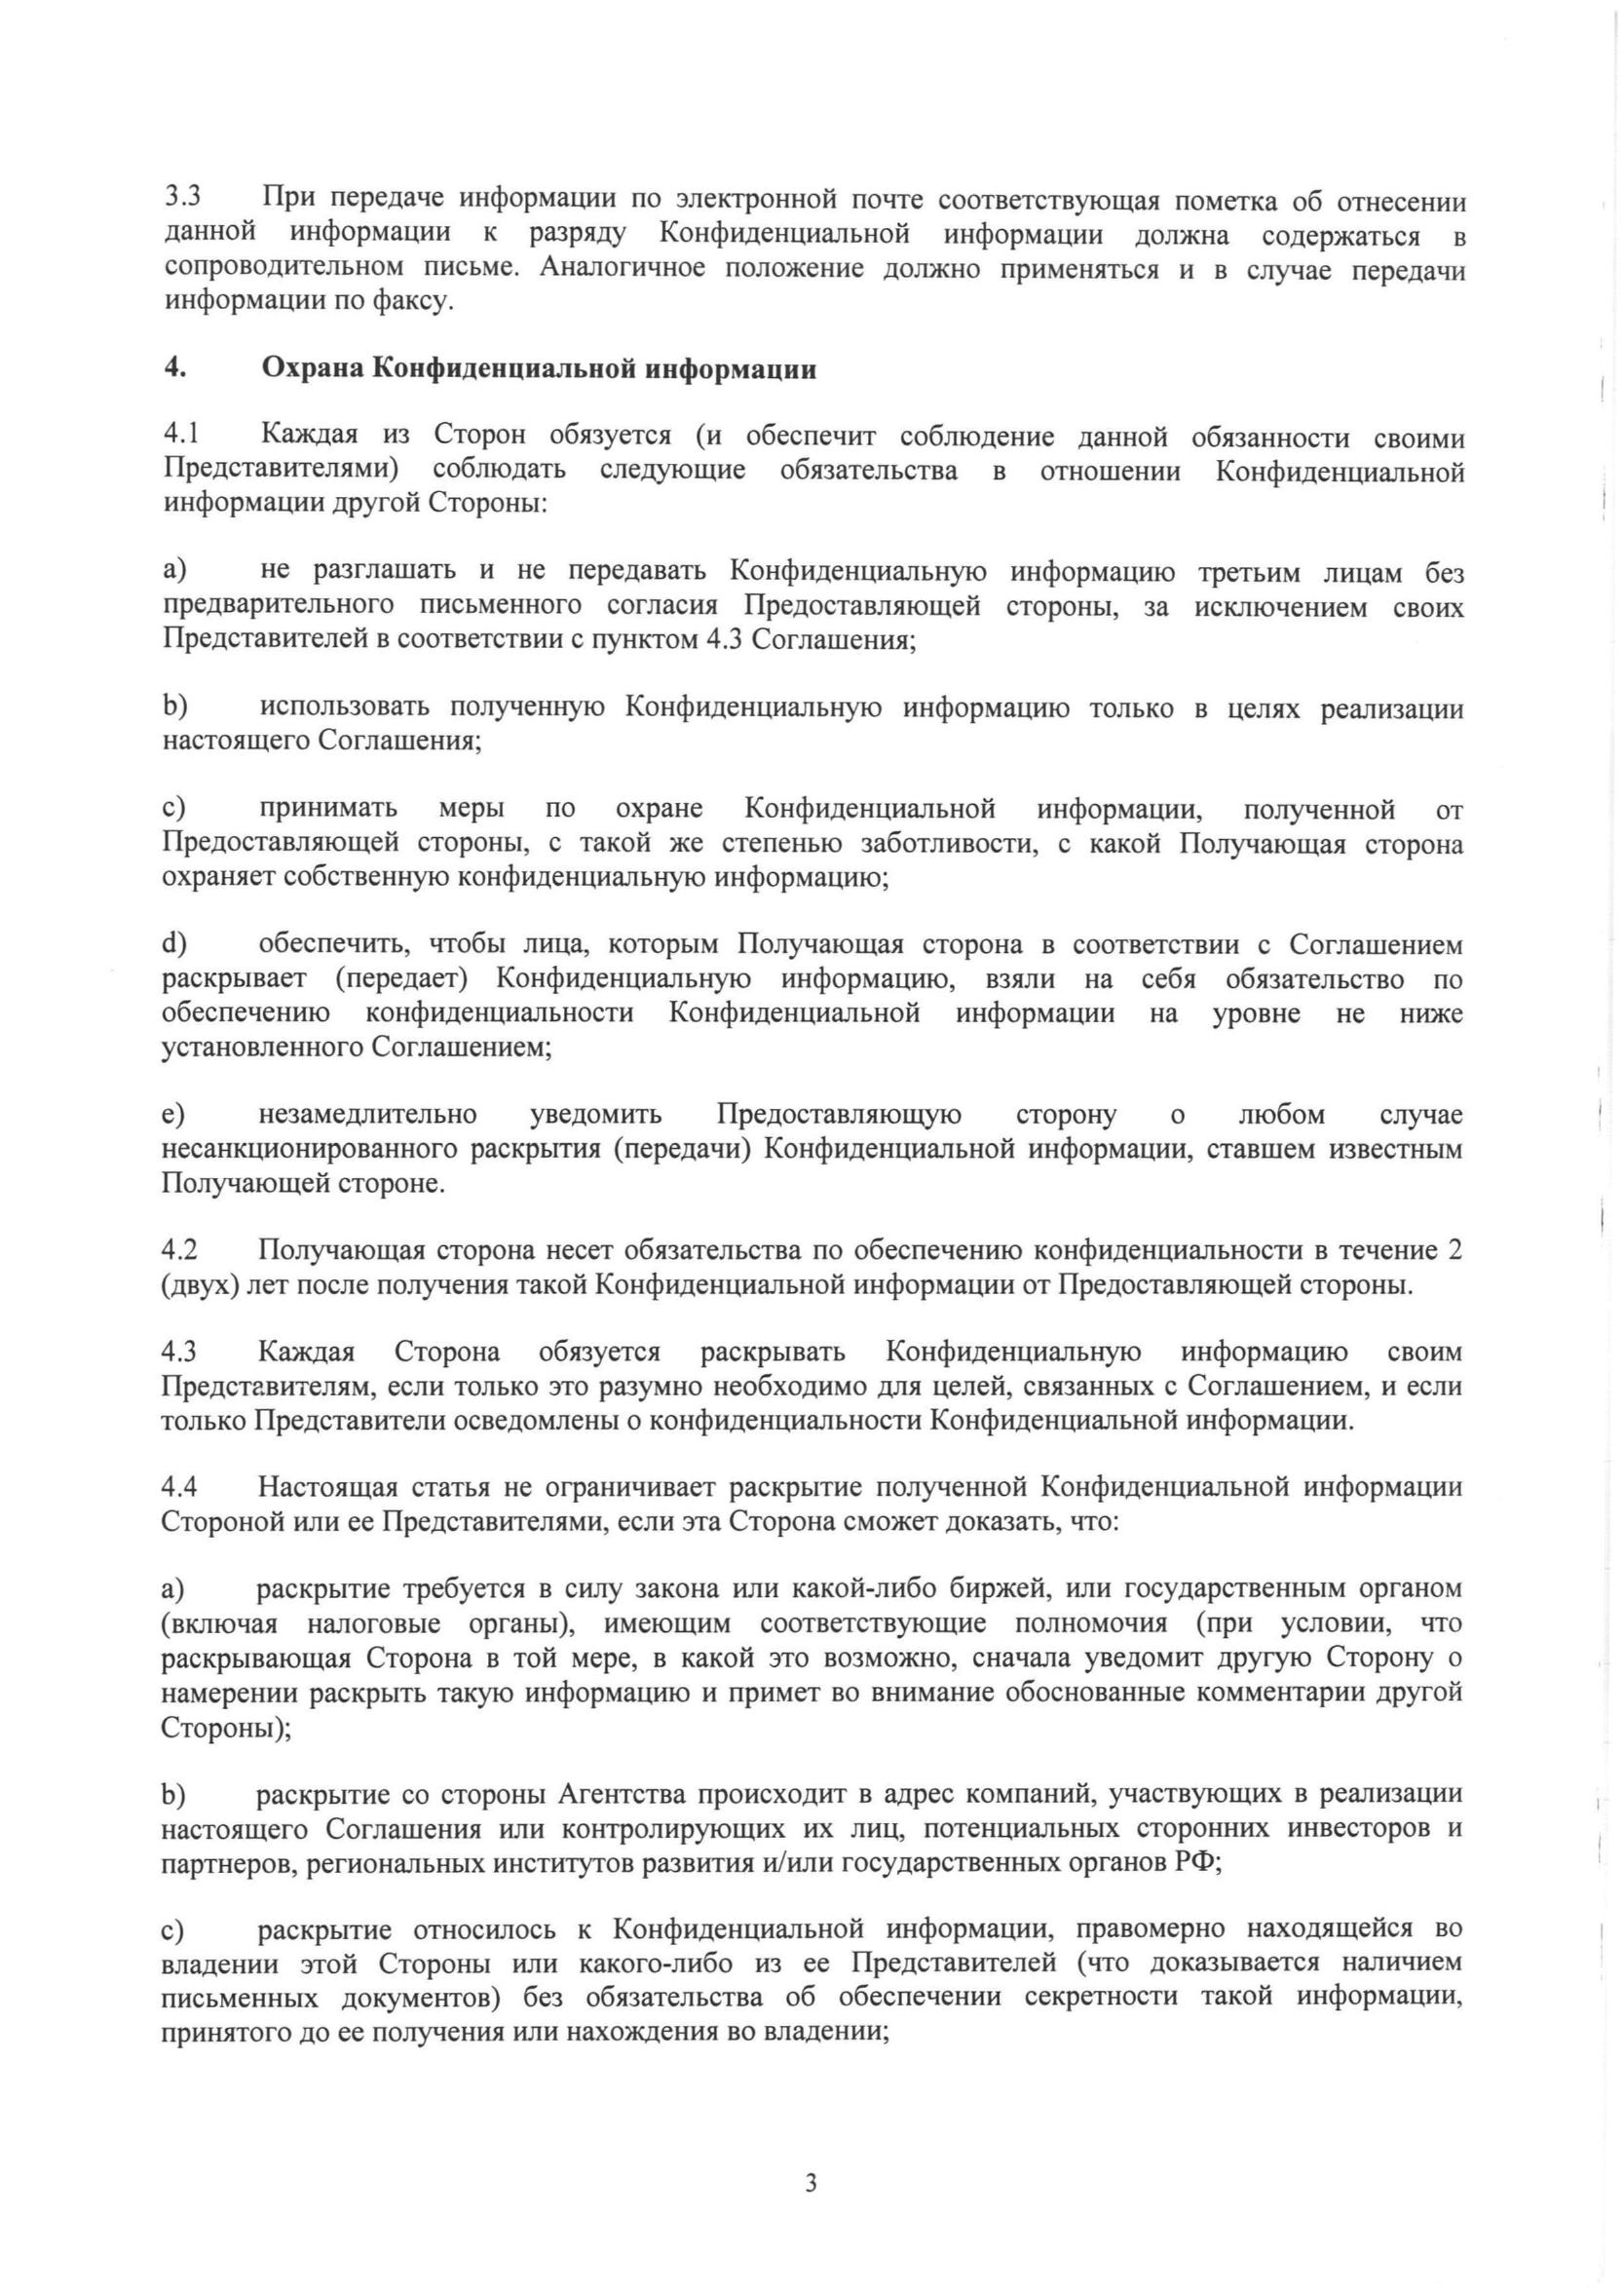 3.3 При передаче информации по электронной почте соответствующая пометка об отнесении
данной информации к разряду Конфиденциальной информации должна содержаться в
сопроводительном письме. Аналогичное положение должно применяться и в случае передачи
информации по факсу.
4. Охрана Конфиденциальной информации
4.1 Каждая из Сторон обязуется (и обеспечит соблюдение данной обязанности своими
Представителями) соблюдать следующие обязательства в отношении Конфиденциальной
информации другой Стороны:
a) не разглашать и не передавать Конфиденциальную информацию третьим лицам без
предварительного письменного согласия Предоставляющей стороны, за исключением своих
Представителей в соответствии с пунктом 4.3 Соглашения;
b) использовать полученную Конфиденциальную информацию только в целях реализации
настоящего Соглашения;
c) принимать меры по охране Конфиденциальной информации, полученной от
Предоставляющей стороны, с такой же степенью заботливости, с какой Получающая сторона
охраняет собственную конфиденциальную информацию;
d) обеспечить, чтобы лица, которым Получающая сторона в соответствии с Соглашением
раскрывает (передает) Конфиденциальную информацию, взяли на себя обязательство по
обеспечению конфиденциальности Конфиденциальной информации на уровне не ниже
установленного Соглашением;
e) незамедлительно уведомить Предоставляющую сторону о любом случае
несанкционированного раскрытия (передачи) Конфиденциальной информации, ставшем известным
Получающей стороне.
4.2 Получающая сторона несет обязательства по обеспечению конфиденциальности в течение 2
(двух) лет после получения такой Конфиденциальной информации от Предоставляющей стороны.
4.3 Каждая Сторона обязуется раскрывать Конфиденциальную информацию своим
Представителям, если только это разумно необходимо для целей, связанных с Соглашением, и если
только Представители осведомлены о конфиденциальности Конфиденциальной информации.
4.4 Настоящая статья не ограничивает раскрытие полученной Конфиденциальной информации
Стороной или ее Представителями, если эта Сторона сможет доказать, что:
a) раскрытие требуется в силу закона или какой-либо биржей, или государственным органом
(включая налоговые органы), имеющим соответствующие полномочия (при условии, что
раскрывающая Сторона в той мере, в какой это возможно, сначала уведомит другую Сторону о
намерении раскрыть такую информацию и примет во внимание обоснованные комментарии другой
Стороны);
b) раскрытие со стороны Агентства происходит в адрес компаний, участвующих в реализации
настоящего Соглашения или контролирующих их лиц, потенциальных сторонних инвесторов и
партнеров, региональных институтов развития и/или государственных органов РФ;
c) раскрытие относилось к Конфиденциальной информации, правомерно находящейся во
владении этой Стороны или какого-либо из ее Представителей (что доказывается наличием
письменных документов) без обязательства об обеспечении секретности такой информации,
принятого до ее получения или нахождения во владении;
3